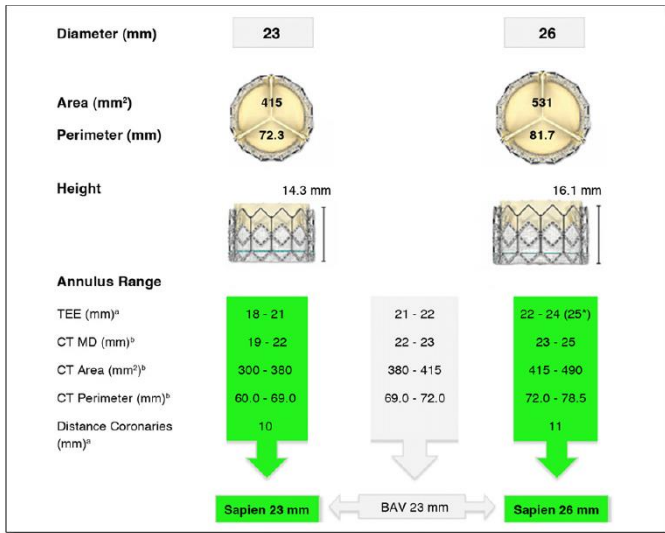 Diameter (mm) 23 26
Area (mm²) 415 531
Perimeter (mm) 72.3 81.7
Height 14.3 mm 16.1 mm
Annulus Range
TEE (mm)ᵃ 18 - 21 21 - 22 22 - 24 (25*)
CT MD (mm)ᵇ 19 - 22 22 - 23 23 - 25
CT Area (mm²)ᵇ 300 - 380 380 - 415 415 - 490
CT Perimeter (mm)ᵇ 60.0 - 69.0 69.0 - 72.0 72.0 - 78.5
Distance Coronaries 10 11
(mm)ᵃ
Sapien 23 mm BAV 23 mm Sapien 26 mm